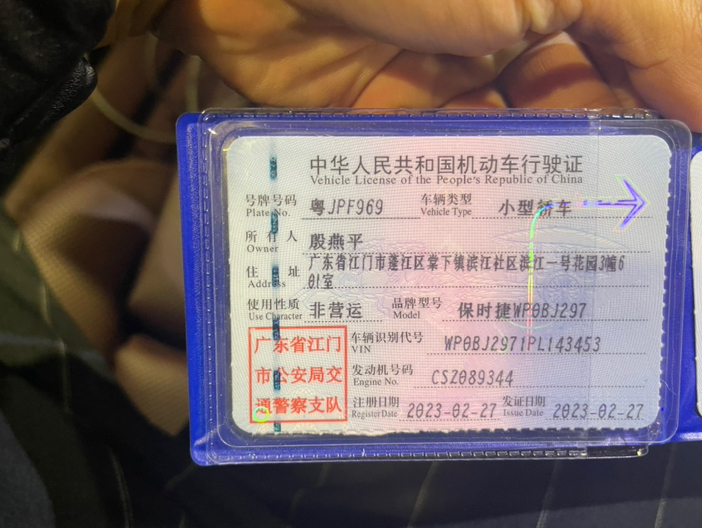 中华人民共和国机动车行驶证
Vehicle License of the People's Republic of China
号牌号码 粤JPF969 车辆类型 小型轿车
Plate No. Vehicle Type
所有人 殷燕平
Owner
住址 广东省江门市蓬江区棠下镇滨江社区滨江一号花园3幢6
Address 01室
使用性质 非营运 品牌型号 保时捷WP0BJ297
Use Character Model
广东省江门 车辆识别代号 WP0BJ2971PL143453
VIN
市公安局交 发动机号码 CSZ089344
Engine No.
通警察支队 注册日期 2023-02-27 发证日期 2023-02-27
Register Date Issue Date